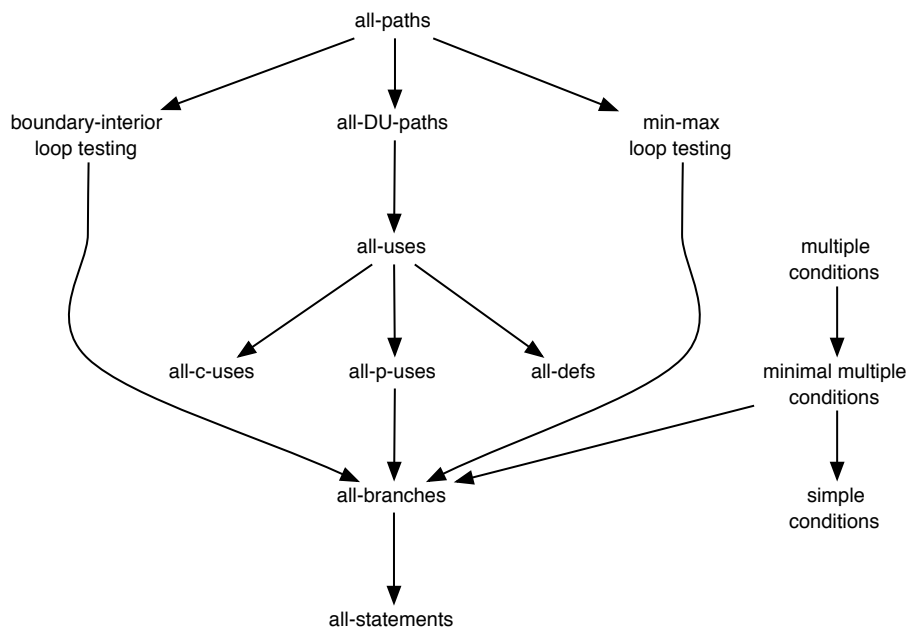 all-paths
boundary-interior
loop testing
all-DU-paths
min-max
loop testing
all-uses
multiple
conditions
all-c-uses
all-p-uses
all-defs
minimal multiple
conditions
all-branches
simple
conditions
all-statements